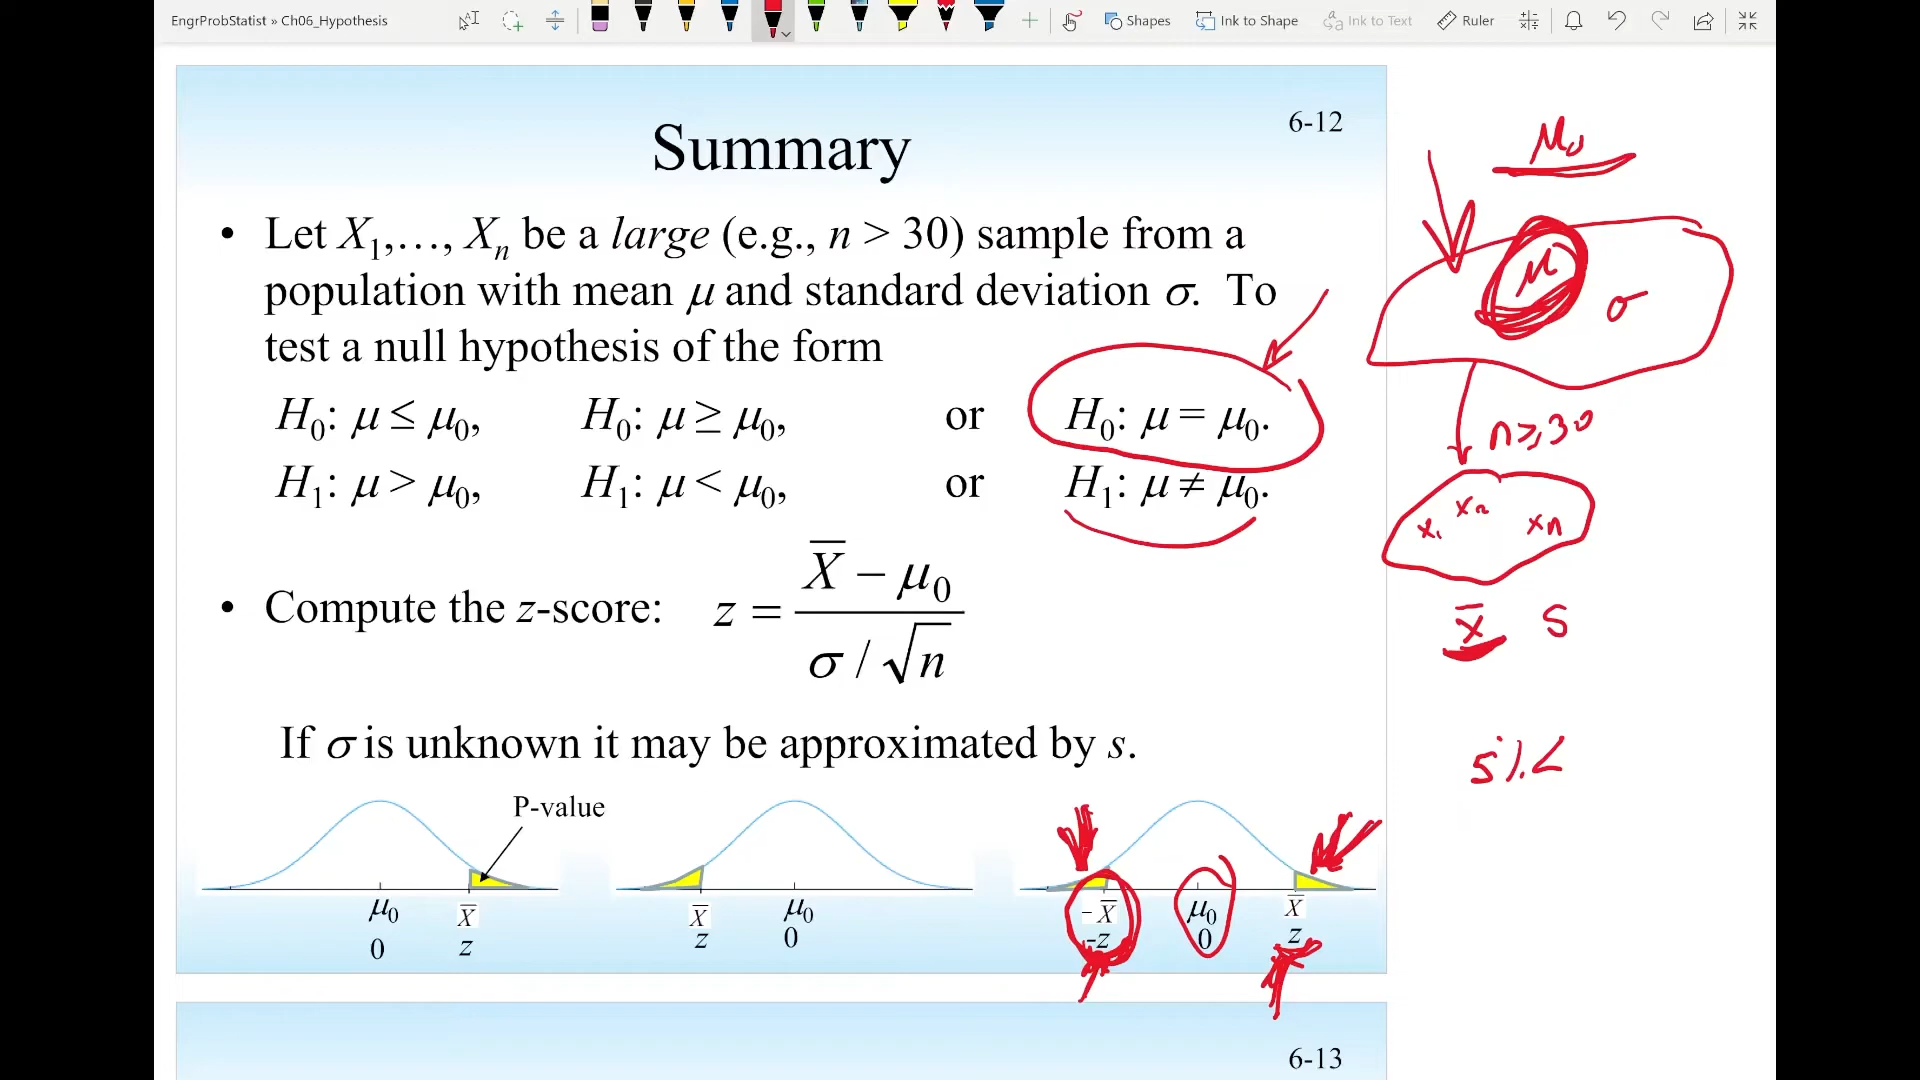 EngrProbStatist » Ch06_Hypothesis
Shapes Ink to Shape Ink to Text Ruler
6-12
Summary
• Let X₁,…, Xₙ be a large (e.g., n > 30) sample from a
population with mean μ and standard deviation σ. To
test a null hypothesis of the form
H₀: μ ≤ μ₀, H₀: μ ≥ μ₀, or H₀: μ = μ₀.
H₁: μ > μ₀, H₁: μ < μ₀, or H₁: μ ≠ μ₀.
• Compute the z-score: z = (X̄ − μ₀) / (σ / √n)
If σ is unknown it may be approximated by s.
P-value
μ₀ X̄
0 z
X̄ μ₀
z 0
- X̄ μ₀ X̄
-z 0 z
6-13
μ₀
μ σ
n≥30
x₁ x₂ xn
x̄ S
5%<